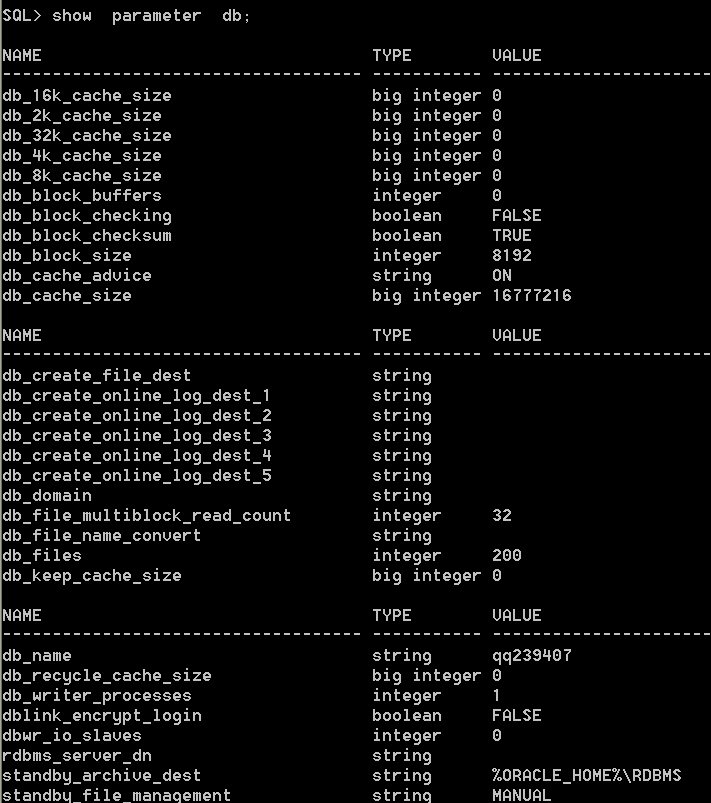 SQL> show  parameter  db;
NAME                                 TYPE        VALUE
------------------------------------ ----------- ----------------------
db_16k_cache_size                    big integer 0
db_2k_cache_size                     big integer 0
db_32k_cache_size                    big integer 0
db_4k_cache_size                     big integer 0
db_8k_cache_size                     big integer 0
db_block_buffers                     integer     0
db_block_checking                    boolean     FALSE
db_block_checksum                    boolean     TRUE
db_block_size                        integer     8192
db_cache_advice                      string      ON
db_cache_size                        big integer 16777216
NAME                                 TYPE        VALUE
------------------------------------ ----------- ----------------------
db_create_file_dest                  string
db_create_online_log_dest_1          string
db_create_online_log_dest_2          string
db_create_online_log_dest_3          string
db_create_online_log_dest_4          string
db_create_online_log_dest_5          string
db_domain                            string
db_file_multiblock_read_count        integer     32
db_file_name_convert                 string
db_files                             integer     200
db_keep_cache_size                   big integer 0
NAME                                 TYPE        VALUE
------------------------------------ ----------- ----------------------
db_name                              string      qq239407
db_recycle_cache_size                big integer 0
db_writer_processes                  integer     1
dblink_encrypt_login                 boolean     FALSE
dbwr_io_slaves                       integer     0
rdbms_server_dn                      string
standby_archive_dest                 string      %ORACLE_HOME%\RDBMS
standby_file_management              string      MANUAL